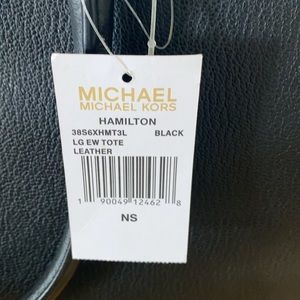 MICHAEL
MICHAEL KORS
HAMILTON
38S6XHMT3L BLACK
LG EW TOTE
LEATHER
1 90049 12462 8
NS